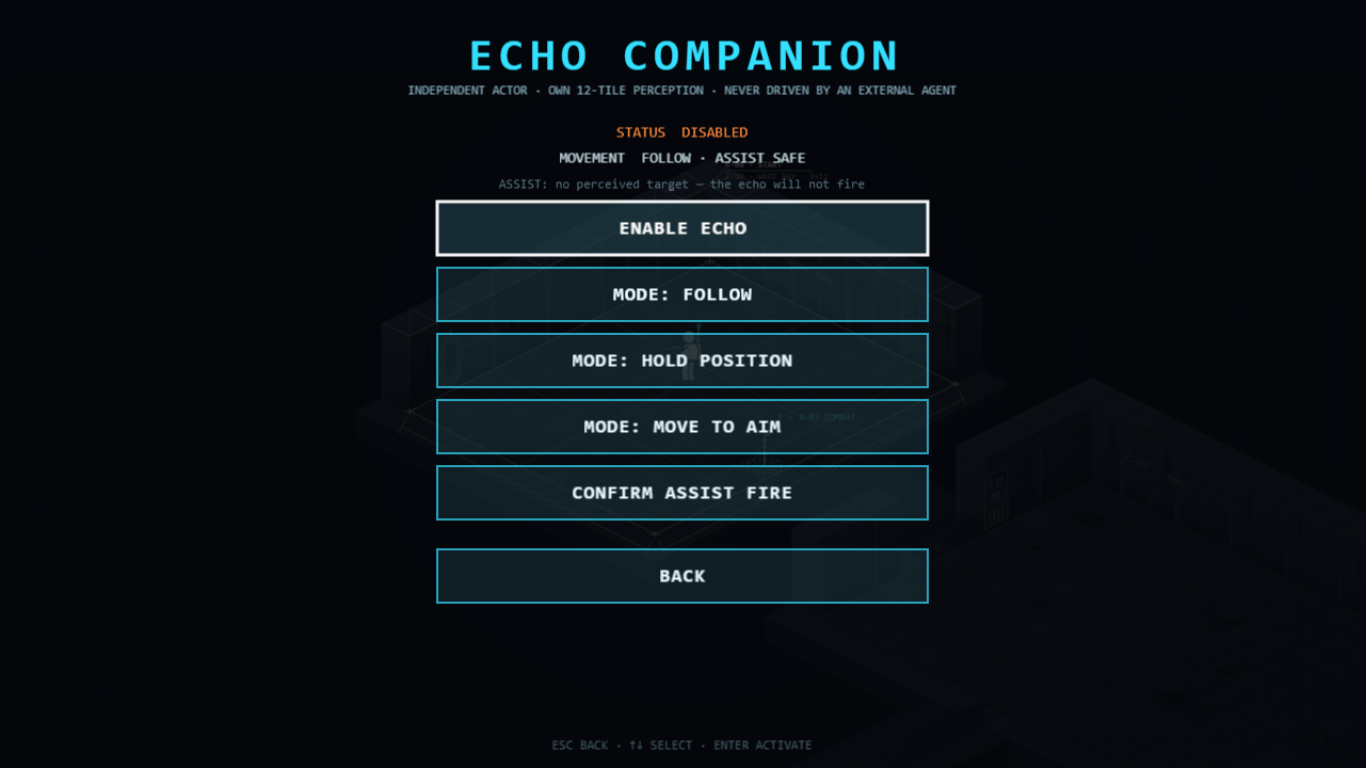 ECHO COMPANION
INDEPENDENT ACTOR · OWN 12-TILE PERCEPTION · NEVER DRIVEN BY AN EXTERNAL AGENT
STATUS  DISABLED
MOVEMENT  FOLLOW · ASSIST SAFE
ASSIST: no perceived target — the echo will not fire
ENABLE ECHO
MODE: FOLLOW
MODE: HOLD POSITION
MODE: MOVE TO AIM
CONFIRM ASSIST FIRE
BACK
ESC BACK · ↑↓ SELECT · ENTER ACTIVATE